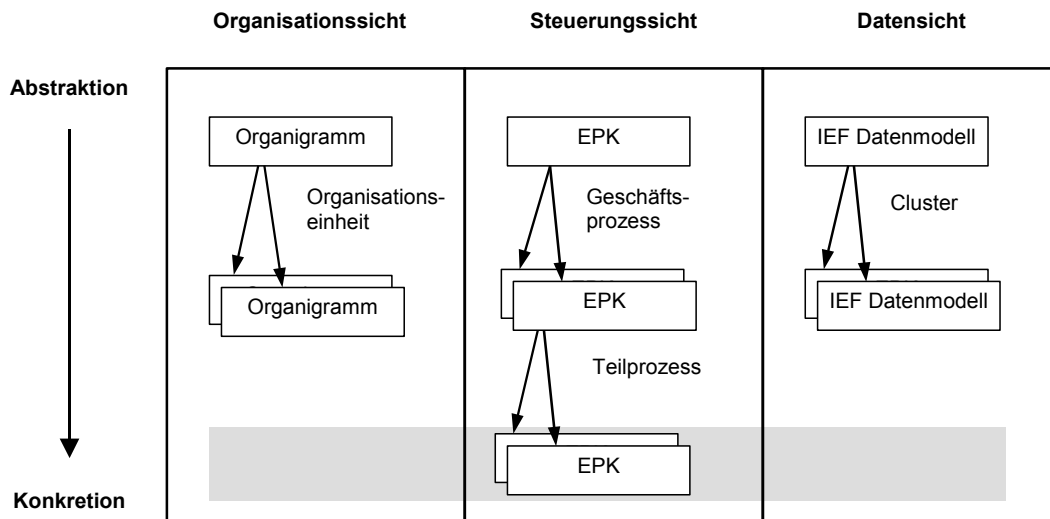 Organisationssicht
Steuerungssicht
Datensicht
Abstraktion
Organigramm
EPK
IEF Datenmodell
Organisations-
einheit
Geschäfts-
prozess
Cluster
Organigramm
EPK
IEF Datenmodell
Teilprozess
EPK
Konkretion